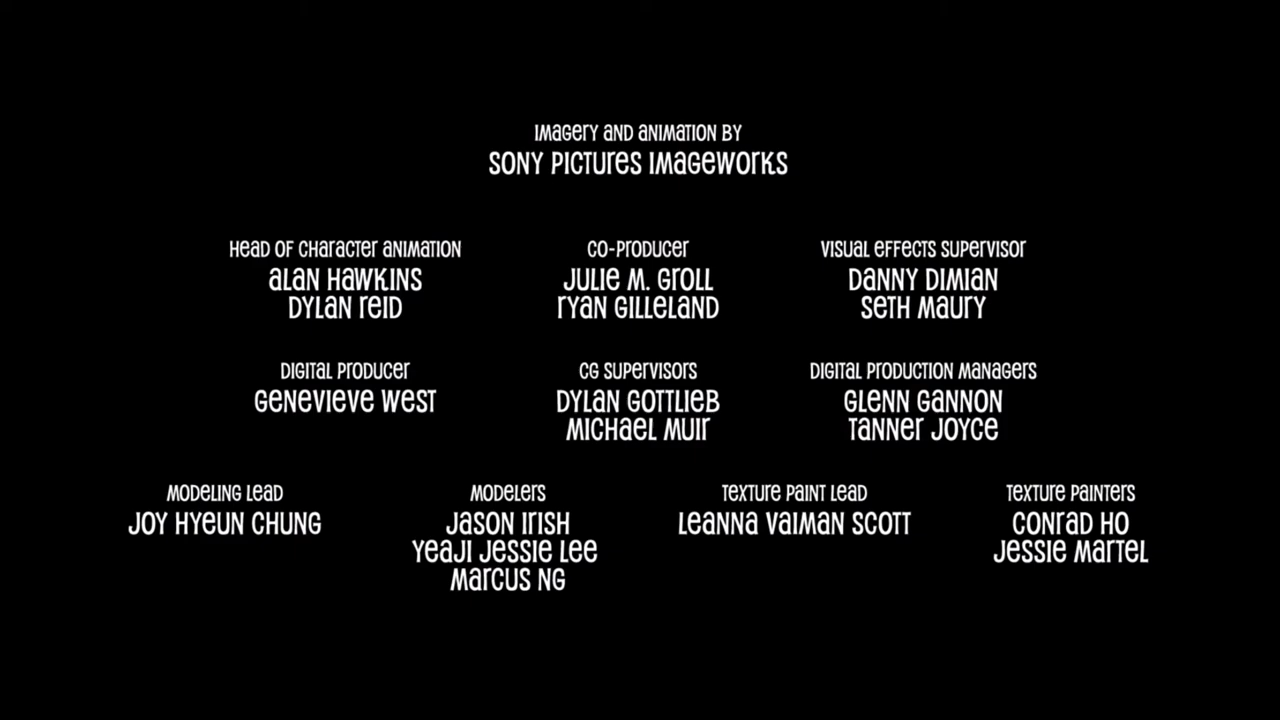 IMAGERY AND ANIMATION BY
SONY PICTURES IMAGEWORKS
HEAD OF CHARACTER ANIMATION
ALAN HAWKINS
DYLAN REID
CO-PRODUCER
JULIE M. GROLL
RYAN GILLELAND
VISUAL EFFECTS SUPERVISOR
DANNY DIMIAN
SETH MAURY
DIGITAL PRODUCER
GENEVIEVE WEST
CG SUPERVISORS
DYLAN GOTTLIEB
MICHAEL MUIR
DIGITAL PRODUCTION MANAGERS
GLENN GANNON
TANNER JOYCE
MODELING LEAD
JOY HYEUN CHUNG
MODELERS
JASON IRISH
YEAJI JESSIE LEE
MARCUS NG
TEXTURE PAINT LEAD
LEANNA VAIMAN SCOTT
TEXTURE PAINTERS
CONRAD HO
JESSIE MARTEL